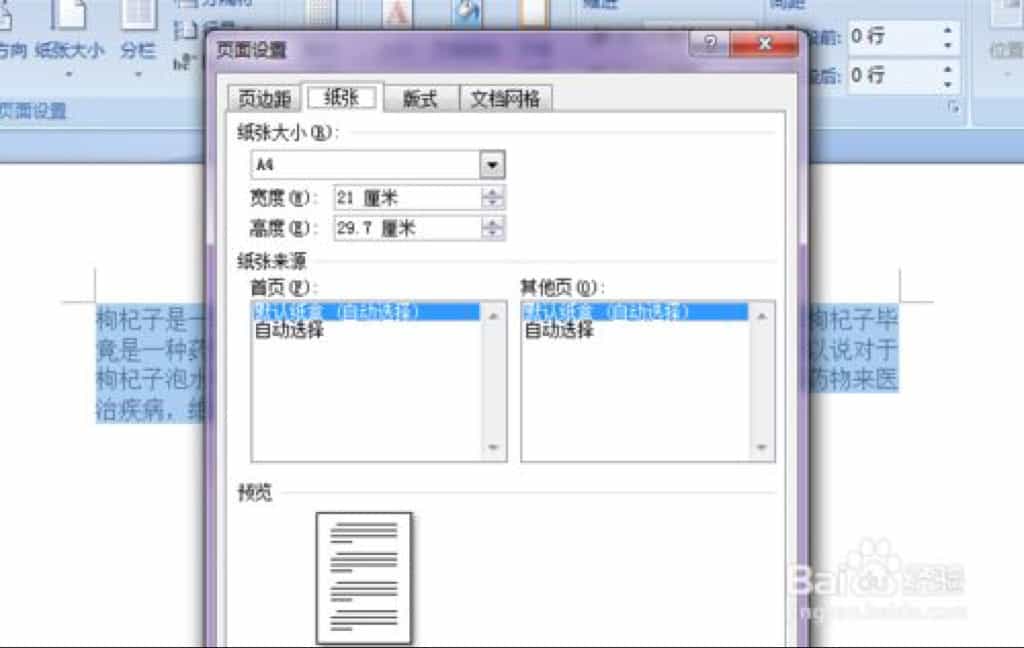 方向 纸张大小 分栏
页面设置
段前: 0 行
段后: 0 行
位置
页面设置
页边距 纸张 版式 文档网格
纸张大小(R):
A4
宽度(W): 21 厘米
高度(E): 29.7 厘米
纸张来源
首页(F): 其他页(O):
默认纸盒 (自动选择) 默认纸盒 (自动选择)
自动选择 自动选择
预览
枸杞子是一 枸杞子毕
竟是一种药 以说对于
枸杞子泡水 药物来医
治疾病，
Baidu 经验
jingyan.baidu.com